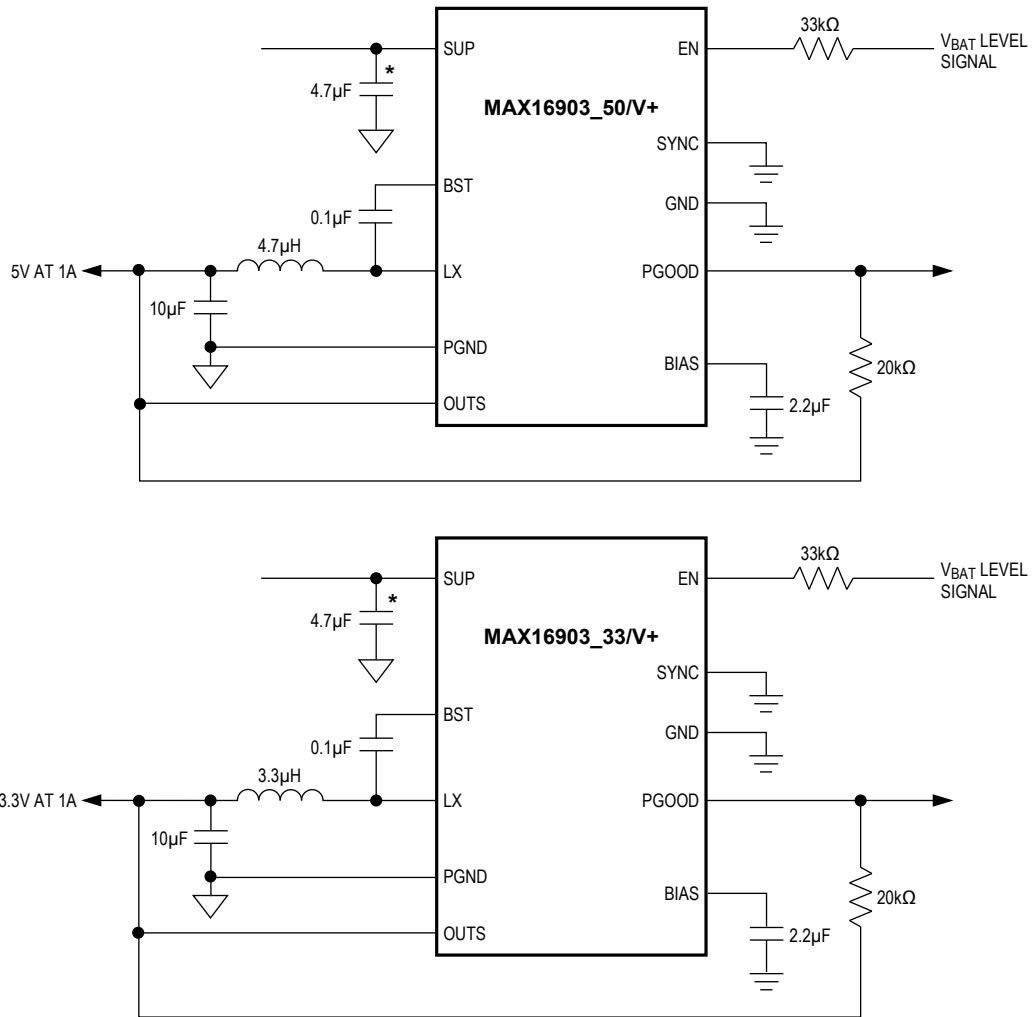 33kΩ
SUP
EN
VBAT LEVEL
SIGNAL
*
4.7µF
MAX16903_50/V+
SYNC
BST
GND
0.1µF
4.7µH
5V AT 1A
LX
PGOOD
10µF
PGND
BIAS
20kΩ
OUTS
2.2µF
33kΩ
SUP
EN
VBAT LEVEL
SIGNAL
*
4.7µF
MAX16903_33/V+
SYNC
BST
GND
0.1µF
3.3µH
3.3V AT 1A
LX
PGOOD
10µF
PGND
BIAS
20kΩ
OUTS
2.2µF